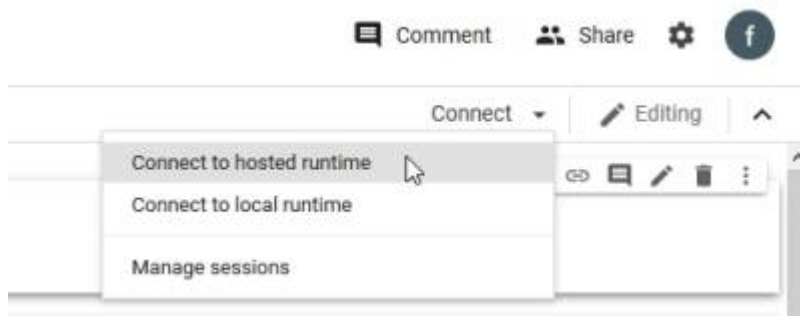 Comment Share f
Connect Editing
Connect to hosted runtime
Connect to local runtime
Manage sessions